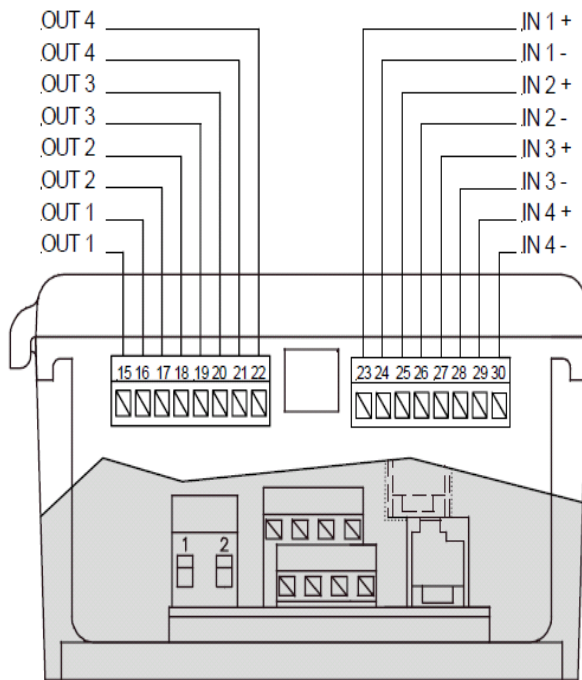 OUT 4
OUT 4
OUT 3
OUT 3
OUT 2
OUT 2
OUT 1
OUT 1
IN 1 +
IN 1 -
IN 2 +
IN 2 -
IN 3 +
IN 3 -
IN 4 +
IN 4 -
15 16 17 18 19 20 21 22
23 24 25 26 27 28 29 30
1 2